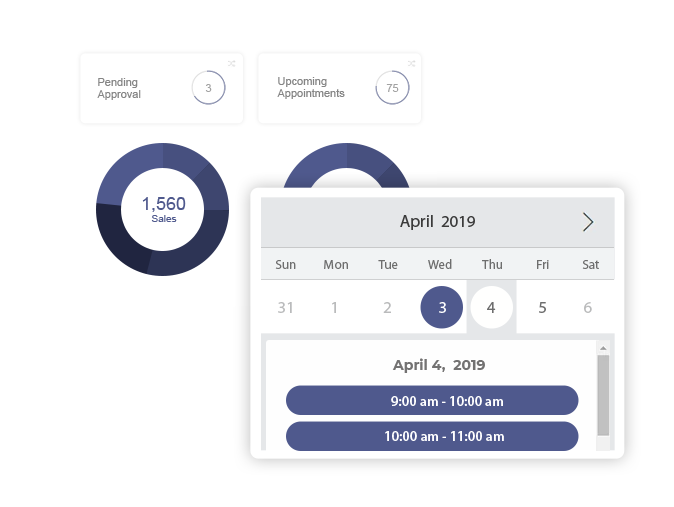 Pending
Approval
3
Upcoming
Appointments
75
1,560
Sales
April 2019
Sun Mon Tue Wed Thu Fri Sat
31 1 2 3 4 5 6
April 4, 2019
9:00 am - 10:00 am
10:00 am - 11:00 am